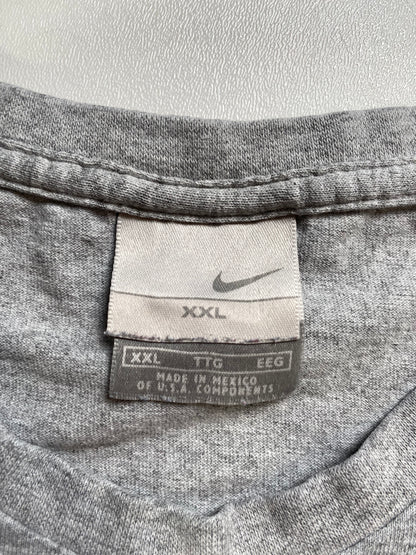 XXL
XXL TTG EEG
MADE IN MEXICO
OF U.S.A. COMPONENTS